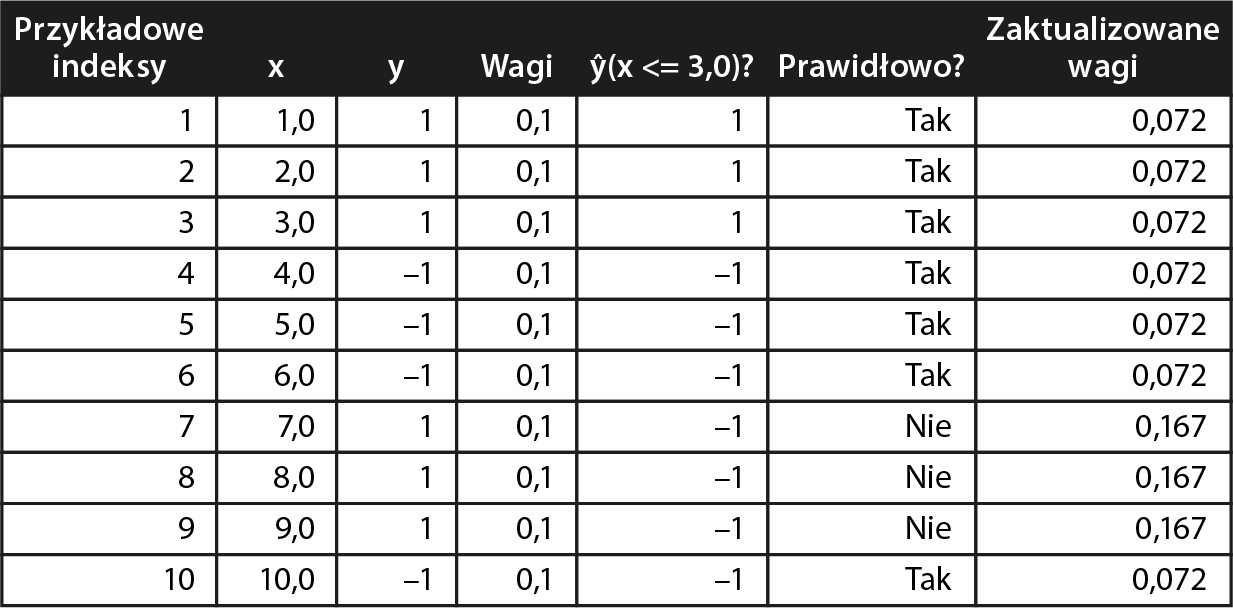 Przykładowe indeksy x y Wagi ŷ(x <= 3,0)? Prawidłowo? Zaktualizowane wagi
1 1,0 1 0,1 1 Tak 0,072
2 2,0 1 0,1 1 Tak 0,072
3 3,0 1 0,1 1 Tak 0,072
4 4,0 –1 0,1 –1 Tak 0,072
5 5,0 –1 0,1 –1 Tak 0,072
6 6,0 –1 0,1 –1 Tak 0,072
7 7,0 1 0,1 –1 Nie 0,167
8 8,0 1 0,1 –1 Nie 0,167
9 9,0 1 0,1 –1 Nie 0,167
10 10,0 –1 0,1 –1 Tak 0,072